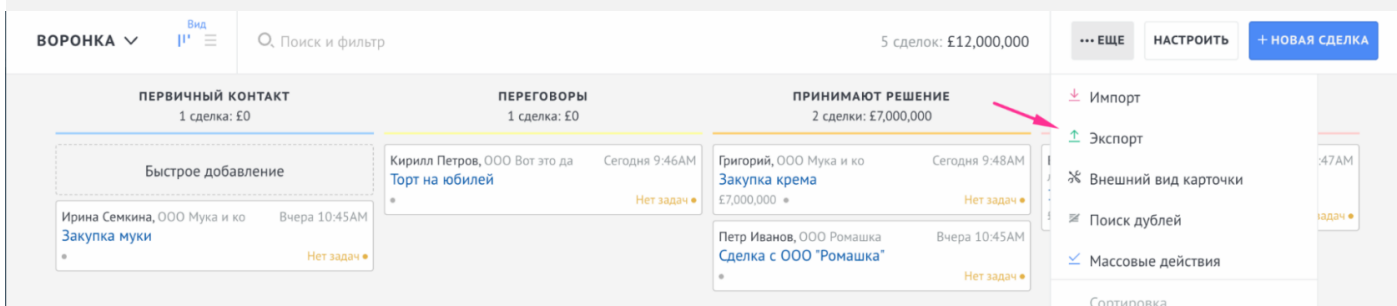 ВОРОНКА
Вид
Поиск и фильтр
5 сделок: £12,000,000
••• ЕЩЕ
НАСТРОИТЬ
+ НОВАЯ СДЕЛКА
ПЕРВИЧНЫЙ КОНТАКТ
1 сделка: £0
Быстрое добавление
Ирина Семкина, ООО Мука и ко Вчера 10:45AM
Закупка муки
Нет задач
ПЕРЕГОВОРЫ
1 сделка: £0
Кирилл Петров, ООО Вот это да Сегодня 9:46AM
Торт на юбилей
Нет задач
ПРИНИМАЮТ РЕШЕНИЕ
2 сделки: £7,000,000
Григорий, ООО Мука и ко Сегодня 9:48AM
Закупка крема
£7,000,000 Нет задач
Петр Иванов, ООО Ромашка Вчера 10:45AM
Сделка с ООО "Ромашка"
Нет задач
:47AM
Импорт
Экспорт
Внешний вид карточки
Поиск дублей
Массовые действия
Сортировка